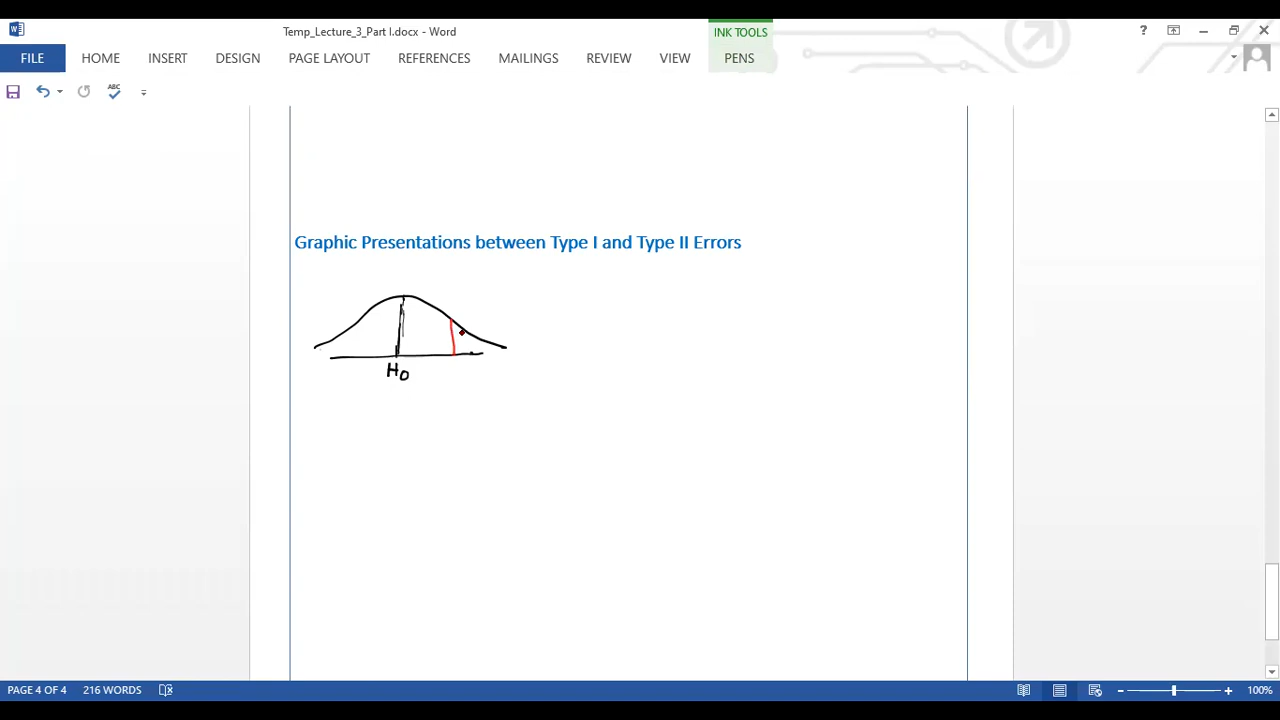 Temp_Lecture_3_Part I.docx - Word
INK TOOLS
?
FILE HOME INSERT DESIGN PAGE LAYOUT REFERENCES MAILINGS REVIEW VIEW PENS
ABC
Graphic Presentations between Type I and Type II Errors
H0
PAGE 4 OF 4 216 WORDS 100%